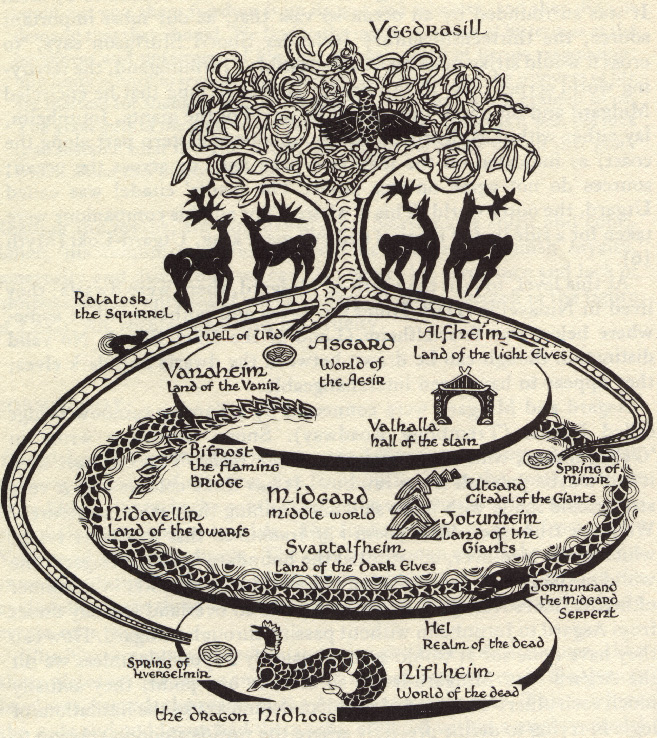 Yggdrasill
Ratatosk
the squirrel
Well of Urd
Asgard
World of
the Aesir
Alfheim
Land of the light Elves
Vanaheim
Land of the Vanir
Valhalla
hall of the slain
Bifrost
the flaming
Bridge
Spring of
Mimir
Midgard
Middle world
Utgard
Citadel of the Giants
Nidavellir
Land of the dwarfs
Jotunheim
Land of the
Giants
Svartalfheim
Land of the dark Elves
Jormungand
the Midgard
Serpent
Hel
Realm of the dead
Spring of
Hvergelmir
Niflheim
World of the dead
the dragon Nidhogg